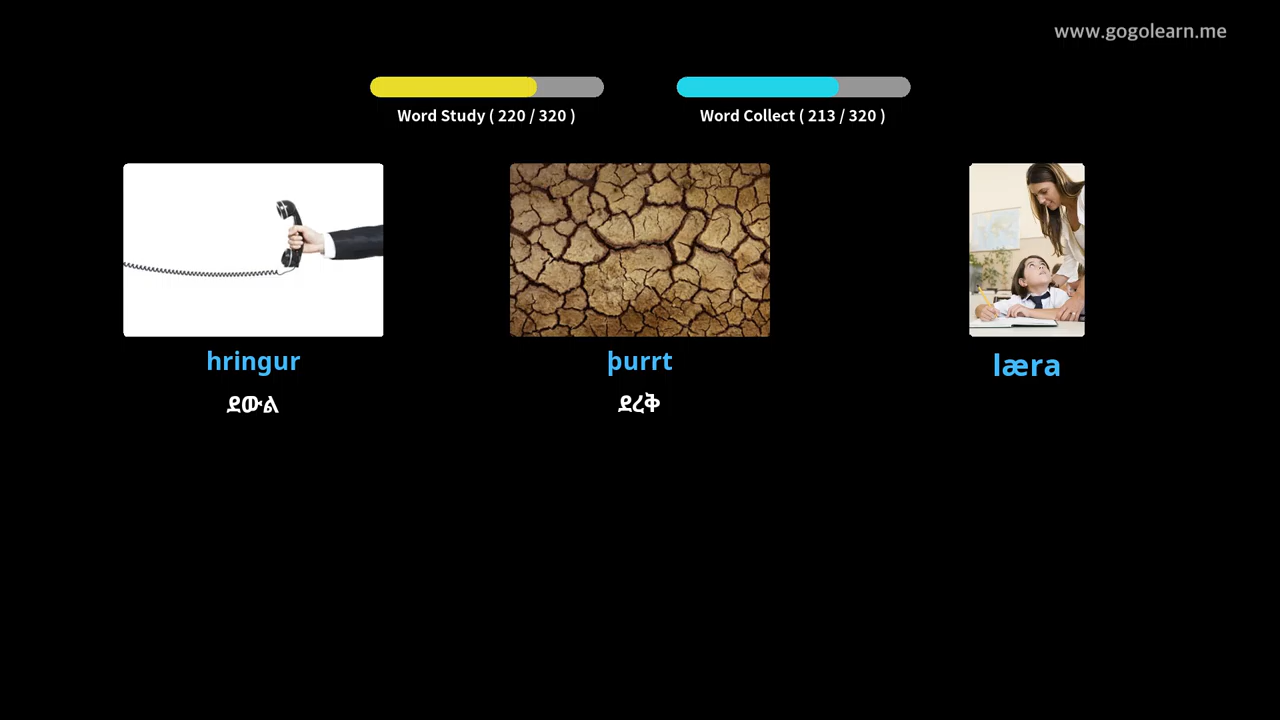 www.gogolearn.me
Word Study ( 220 / 320 )
Word Collect ( 213 / 320 )
hringur
þurrt
læra
ደውል
ደረቅ